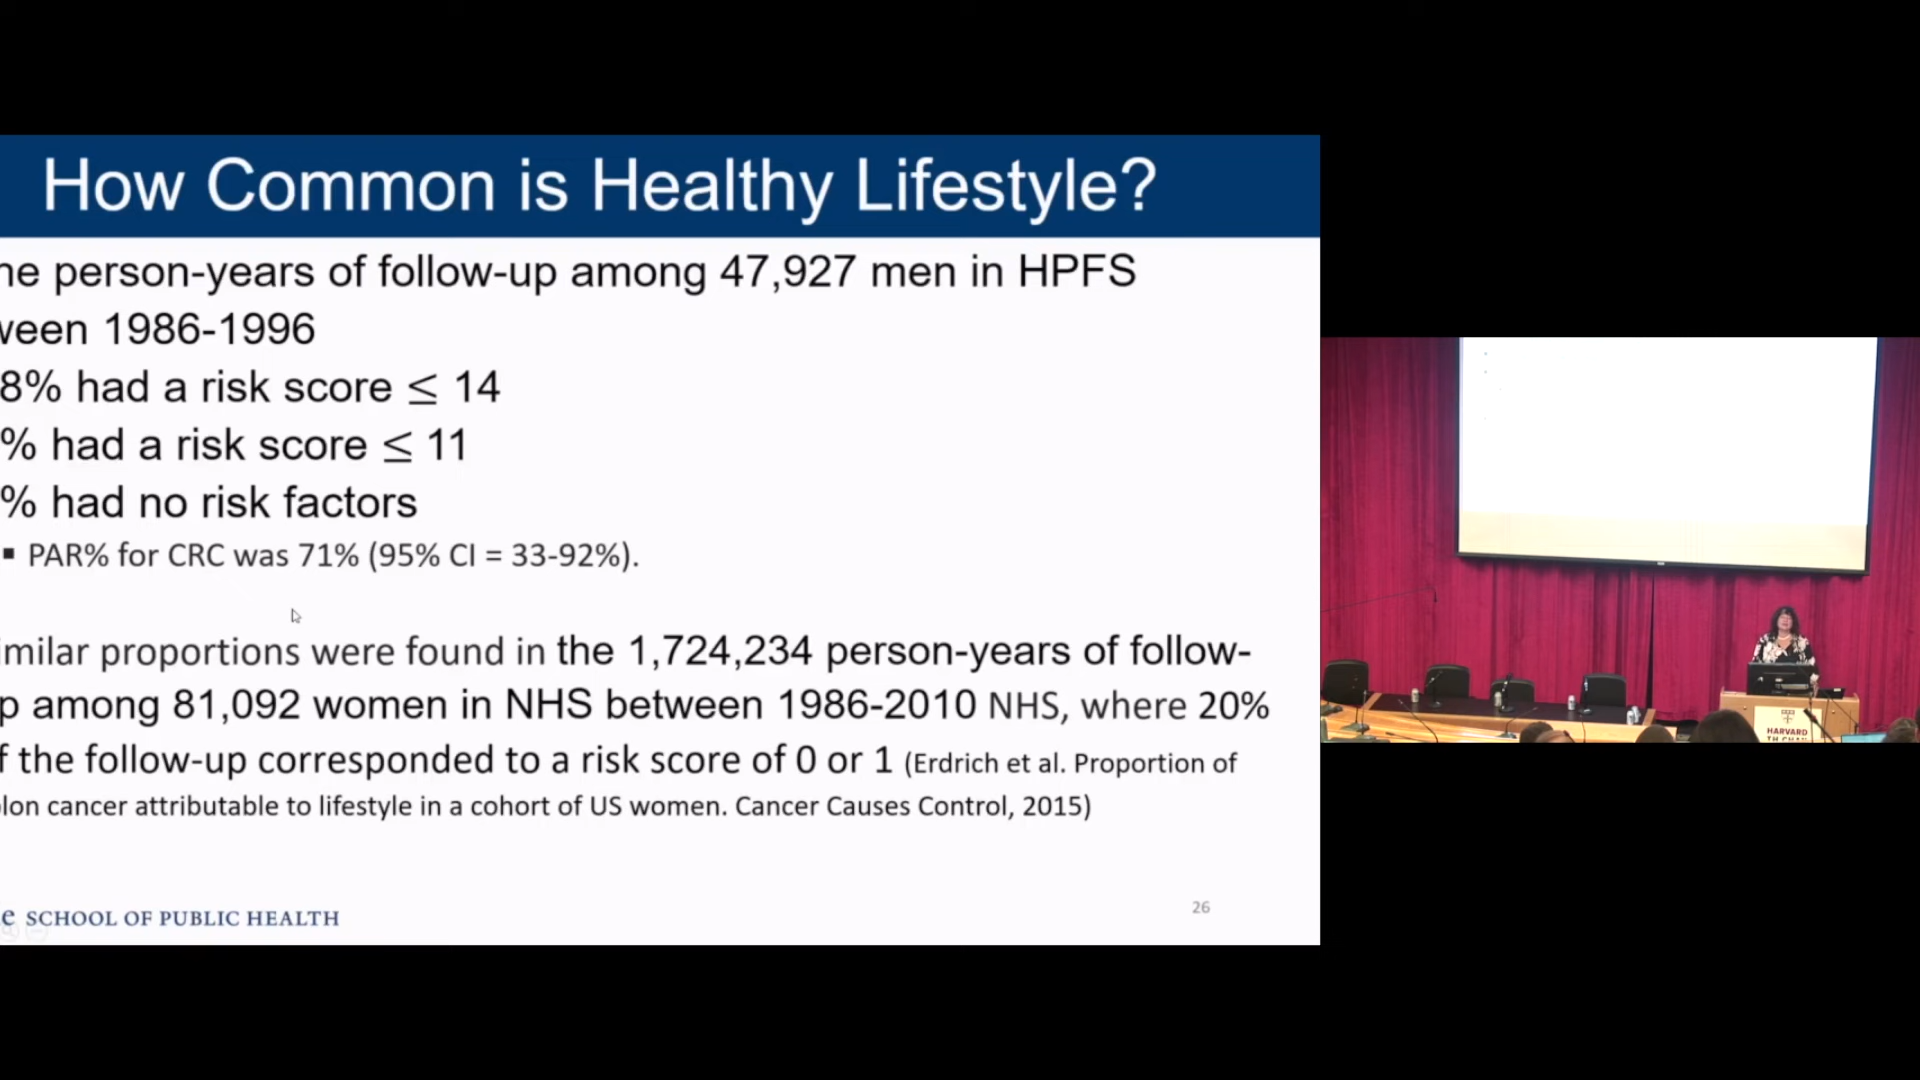 How Common is Healthy Lifestyle?
person-years of follow-up among 47,927 men in HPFS
1986-1996
8% had a risk score ≤ 14
% had a risk score ≤ 11
% had no risk factors
▪ PAR% for CRC was 71% (95% CI = 33-92%).
proportions were found in the 1,724,234 person-years of follow-
among 81,092 women in NHS between 1986-2010 NHS, where 20%
the follow-up corresponded to a risk score of 0 or 1 (Erdrich et al. Proportion of
cancer attributable to lifestyle in a cohort of US women. Cancer Causes Control, 2015)
SCHOOL OF PUBLIC HEALTH
26
HARVARD